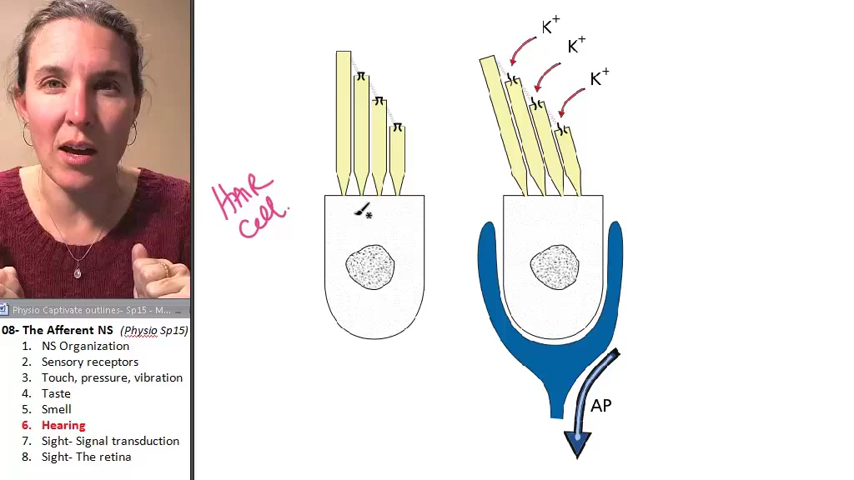 K+
K+
K+
HAIR
Cell
*
AP
Physio Captivate outlines- Sp15 - M...
08- The Afferent NS (Physio Sp15)
1. NS Organization
2. Sensory receptors
3. Touch, pressure, vibration
4. Taste
5. Smell
6. Hearing
7. Sight- Signal transduction
8. Sight- The retina